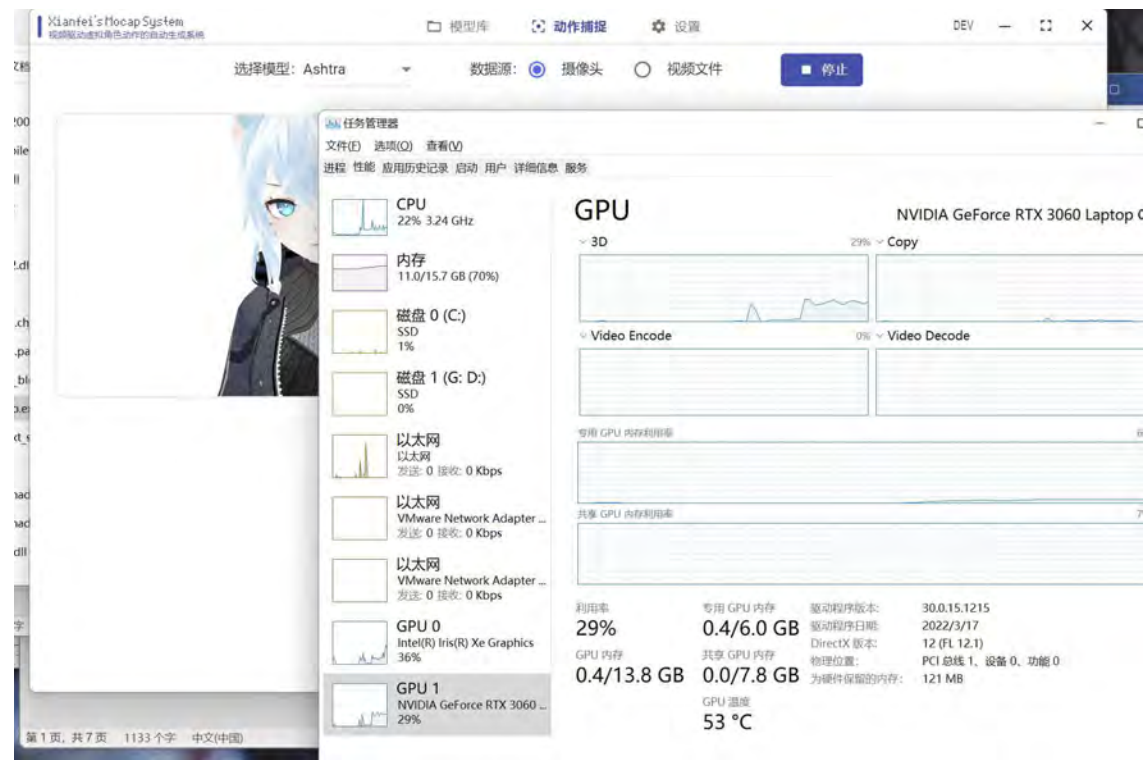 Xianfei's Mocap System
视频驱动虚拟角色动作的自动生成系统
模型库 动作捕捉 设置 DEV
选择模型: Ashtra 数据源: 摄像头 视频文件 停止
任务管理器
文件(F) 选项(O) 查看(V)
进程 性能 应用历史记录 启动 用户 详细信息 服务
CPU
22% 3.24 GHz
内存
11.0/15.7 GB (70%)
磁盘 0 (C:)
SSD
1%
磁盘 1 (G: D:)
SSD
0%
以太网
以太网
发送: 0 接收: 0 Kbps
以太网
VMware Network Adapter ...
发送: 0 接收: 0 Kbps
以太网
VMware Network Adapter ...
发送: 0 接收: 0 Kbps
GPU 0
Intel(R) Iris(R) Xe Graphics
36%
GPU 1
NVIDIA GeForce RTX 3060 ...
29%
GPU
NVIDIA GeForce RTX 3060 Laptop
3D 29% Copy
Video Encode 0% Video Decode
专用 GPU 内存利用率
共享 GPU 内存利用率
利用率
29%
专用 GPU 内存
0.4/6.0 GB
GPU 内存
0.4/13.8 GB
共享 GPU 内存
0.0/7.8 GB
GPU 温度
53 °C
驱动程序版本: 30.0.15.1215
驱动程序日期: 2022/3/17
DirectX 版本: 12 (FL 12.1)
物理位置: PCI 总线 1、设备 0、功能 0
为硬件保留的内存: 121 MB
第1页, 共7页 1133个字 中文(中国)